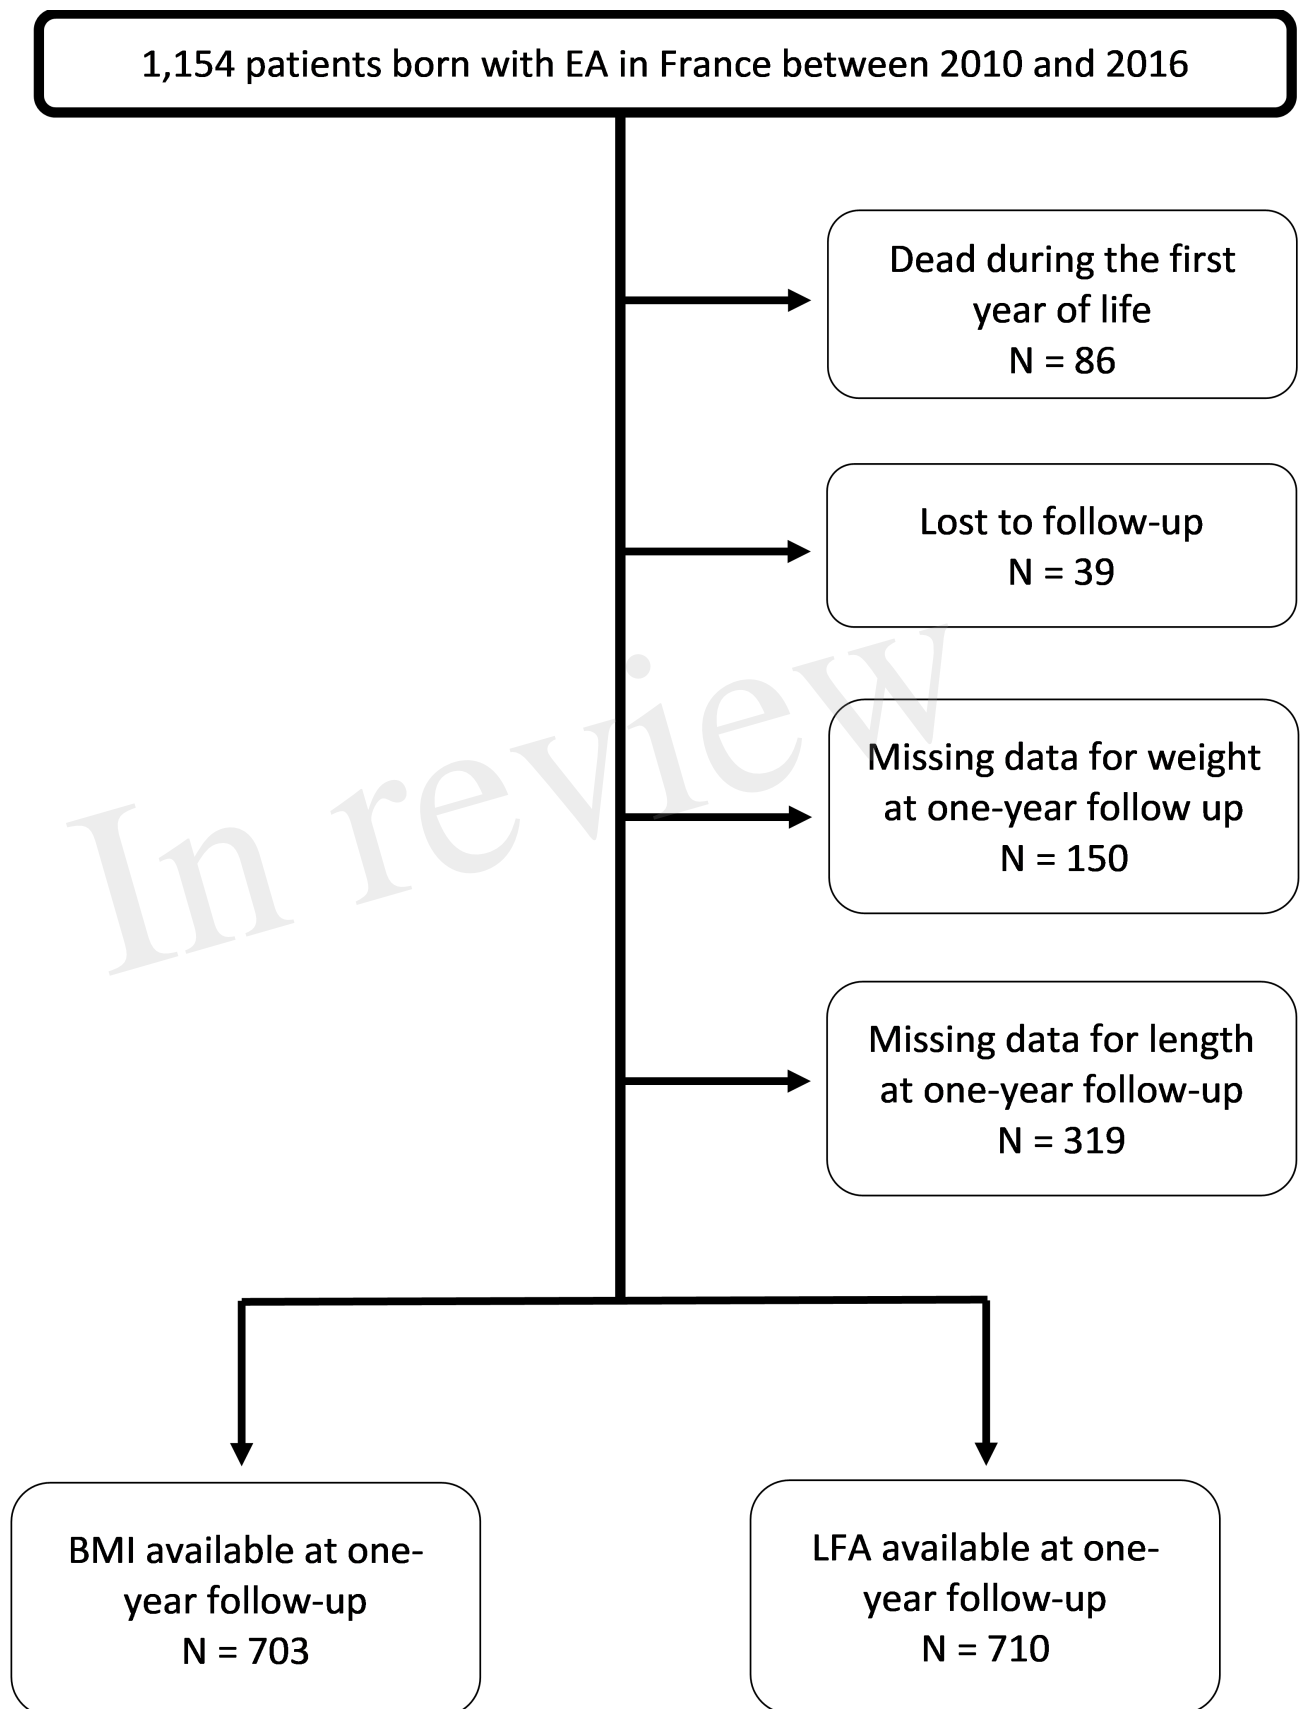 1,154 patients born with EA in France between 2010 and 2016
Dead during the first
year of life
N = 86
Lost to follow-up
N = 39
In review
Missing data for weight
at one-year follow up
N = 150
Missing data for length
at one-year follow-up
N = 319
BMI available at one-
year follow-up
N = 703
LFA available at one-
year follow-up
N = 710